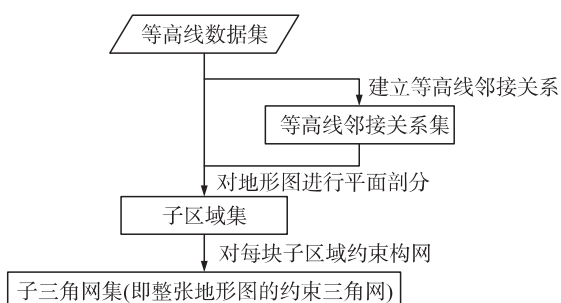 等高线数据集
建立等高线邻接关系
等高线邻接关系集
对地形图进行平面剖分
子区域集
对每块子区域约束构网
子三角网集(即整张地形图的约束三角网)